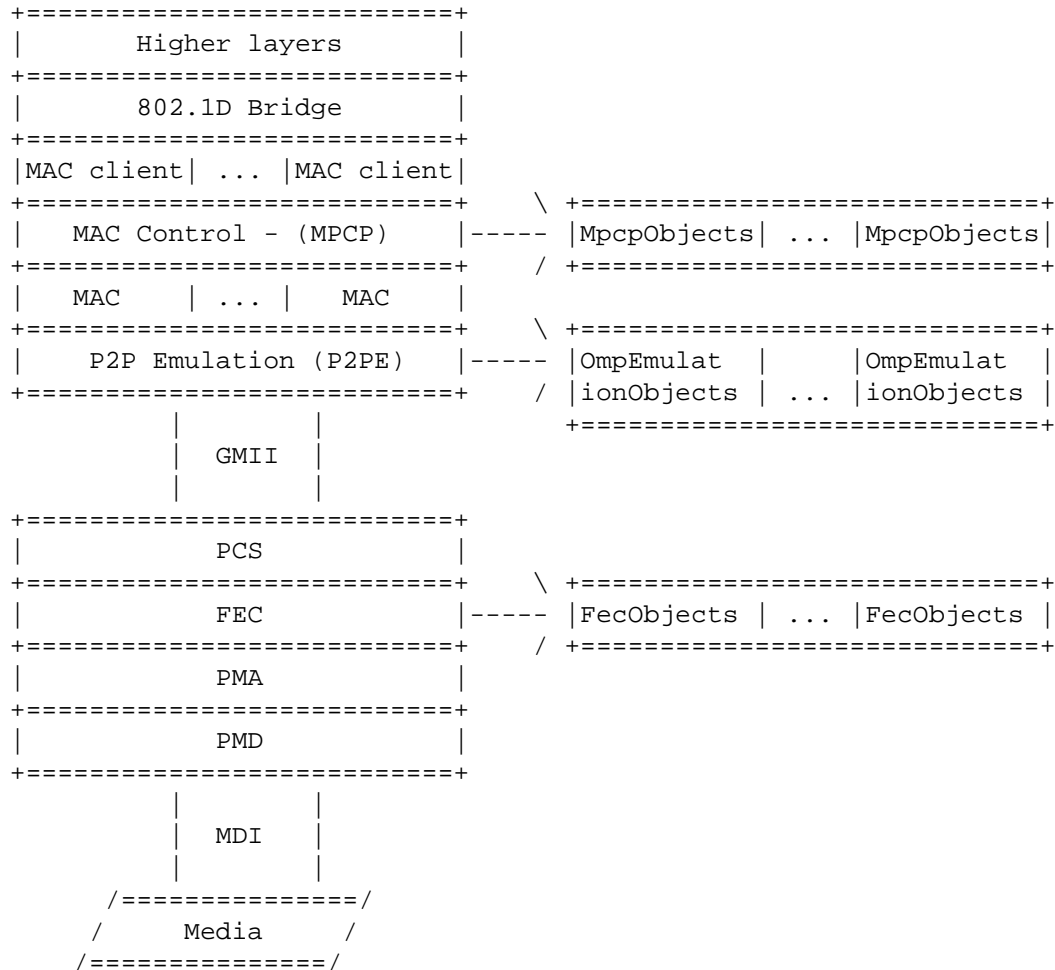 Higher layers
802.1D Bridge
MAC client| ... |MAC client
MAC Control - (MPCP) |MpcpObjects| ... |MpcpObjects|
MAC | ... | MAC
P2P Emulation (P2PE) |OmpEmulat | |OmpEmulat |
|ionObjects | ... |ionObjects |
GMII
PCS
FEC |FecObjects | ... |FecObjects |
PMA
PMD
MDI
Media